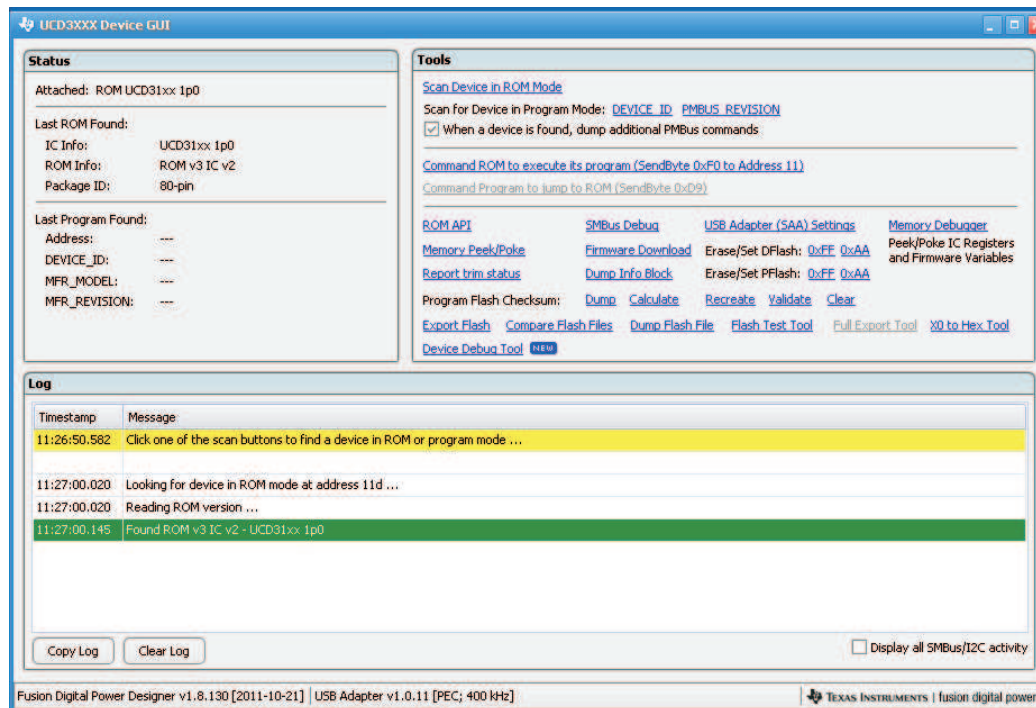 UCD3XXX Device GUI
Status
Attached: ROM UCD31xx 1p0
Last ROM Found:
IC Info: UCD31xx 1p0
ROM Info: ROM v3 IC v2
Package ID: 80-pin
Last Program Found:
Address: ---
DEVICE_ID: ---
MFR_MODEL: ---
MFR_REVISION: ---
Tools
Scan Device in ROM Mode
Scan for Device in Program Mode: DEVICE_ID PMBUS_REVISION
When a device is found, dump additional PMBus commands
Command ROM to execute its program (SendByte 0xF0 to Address 11)
Command Program to jump to ROM (SendByte 0xD9)
ROM API SMBus Debug USB Adapter (SAA) Settings Memory Debugger
Memory Peek/Poke Firmware Download Erase/Set DFlash: 0xFF 0xAA Peek/Poke IC Registers
and Firmware Variables
Report trim status Dump Info Block Erase/Set PFlash: 0xFF 0xAA
Program Flash Checksum: Dump Calculate Recreate Validate Clear
Export Flash Compare Flash Files Dump Flash File Flash Test Tool Full Export Tool X0 to Hex Tool
Device Debug Tool NEW
Log
Timestamp Message
11:26:50.582 Click one of the scan buttons to find a device in ROM or program mode ...
11:27:00.020 Looking for device in ROM mode at address 11d ...
11:27:00.020 Reading ROM version ...
11:27:00.145 Found ROM v3 IC v2 - UCD31xx 1p0
Copy Log Clear Log Display all SMBus/I2C activity
Fusion Digital Power Designer v1.8.130 [2011-10-21] USB Adapter v1.0.11 [PEC; 400 kHz] TEXAS INSTRUMENTS | fusion digital power